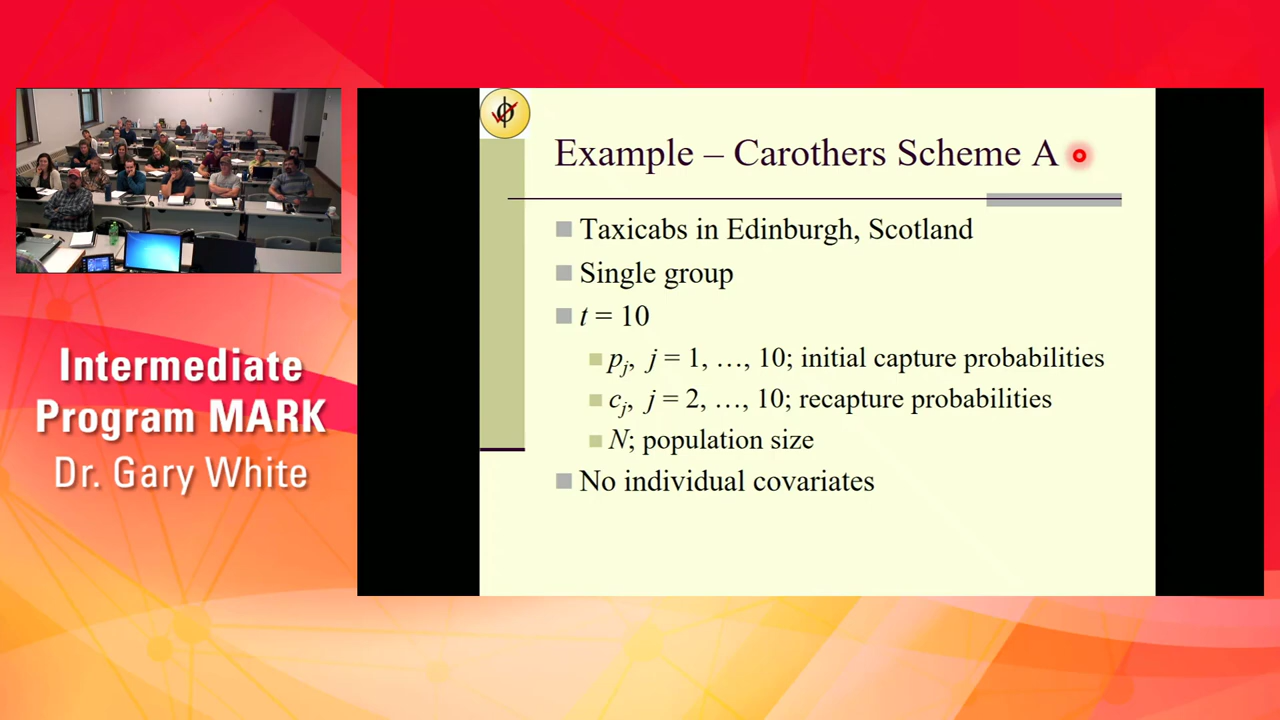 Example – Carothers Scheme A
Taxicabs in Edinburgh, Scotland
Single group
t = 10
pj, j = 1, …, 10; initial capture probabilities
cj, j = 2, …, 10; recapture probabilities
N; population size
No individual covariates
Intermediate
Program MARK
Dr. Gary White